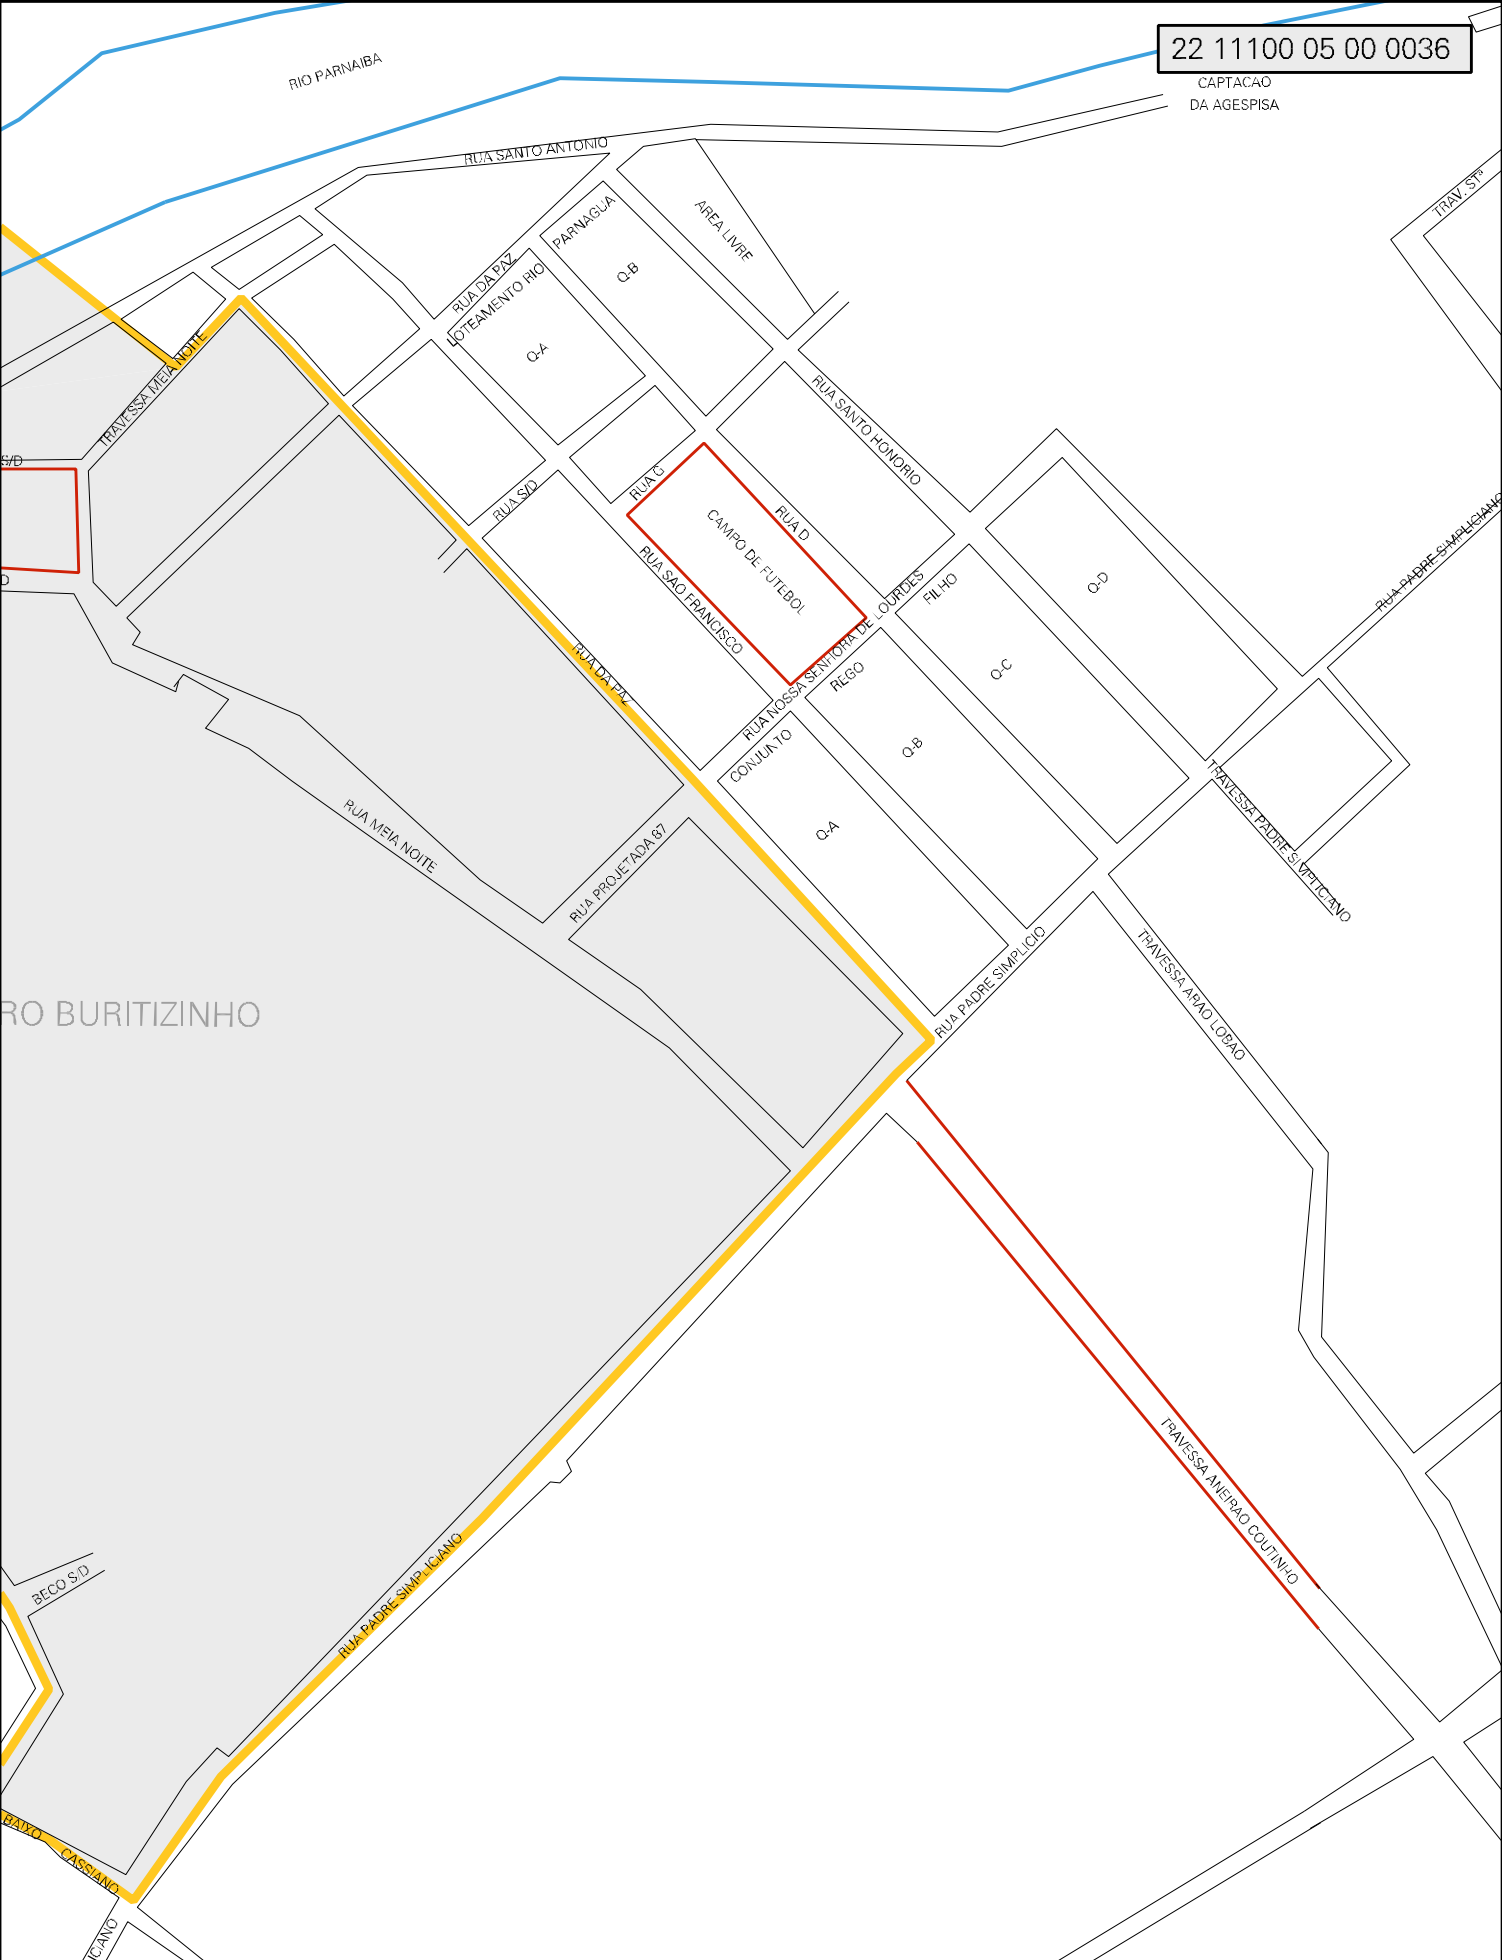 22 11100 05 00 0036
RIO PARNAIBA
CAPTACAO
DA AGESPISA
RUA SANTO ANTONIO
TRAV. STª
PARNAGUA
AREA LIVRE
RUA DA PAZ
LOTEAMENTO RIO
Q-B
Q-A
TRAVESSA MEIA NOITE
RUA SANTO HONORIO
S/D
RUA G
RUA S/D
RUA D
CAMPO DE FUTEBOL
RUA PADRE SIMPLICIANO
RUA SAO FRANCISCO
D
FILHO
Q-D
RUA NOSSA SENHORA DE LOURDES
REGO
Q-C
RUA DA PAZ
CONJUNTO
Q-B
Q-A
TRAVESSA PADRE SIMPLICIANO
RUA MEIA NOITE
RUA PROJETADA 87
RUA PADRE SIMPLICIO
TRAVESSA ARAO LOBAO
RO BURITIZINHO
TRAVESSA ANEIRAO COUTINHO
RUA PADRE SIMPLICIANO
BECO S/D
BAIXO
CASSIANO
ICIANO